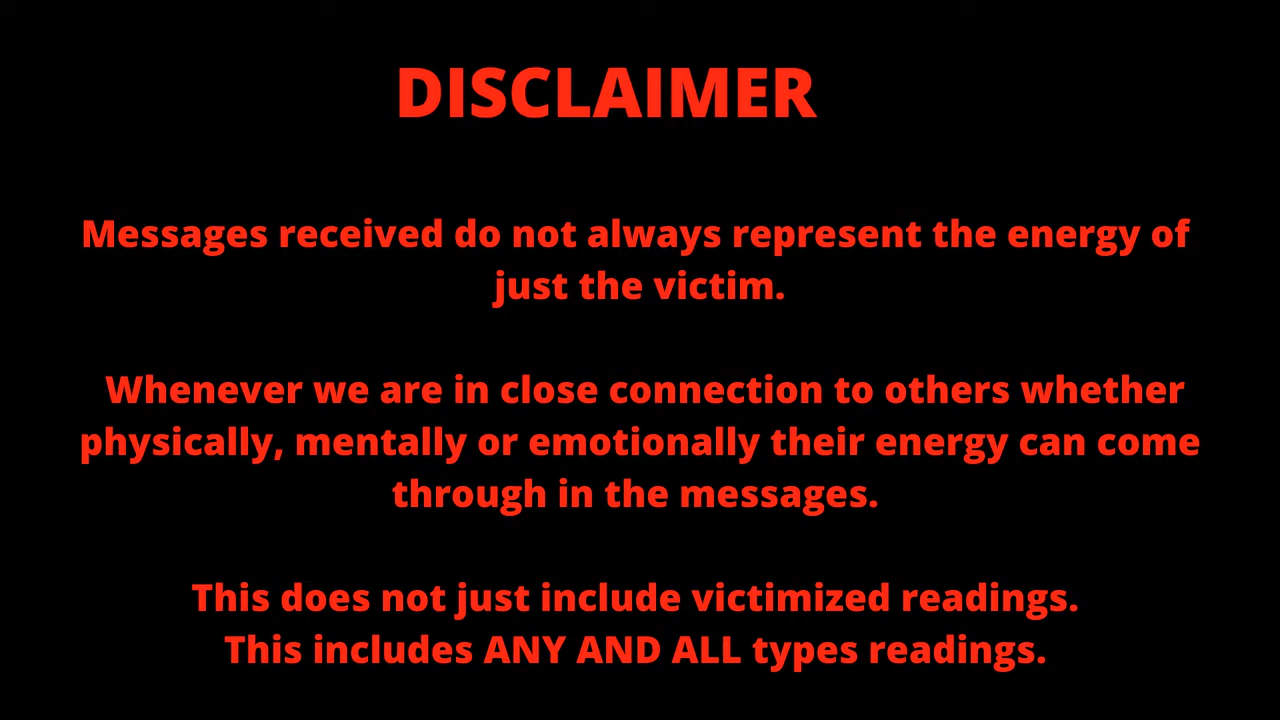 DISCLAIMER
Messages received do not always represent the energy of
just the victim.
Whenever we are in close connection to others whether
physically, mentally or emotionally their energy can come
through in the messages.
This does not just include victimized readings.
This includes ANY AND ALL types readings.